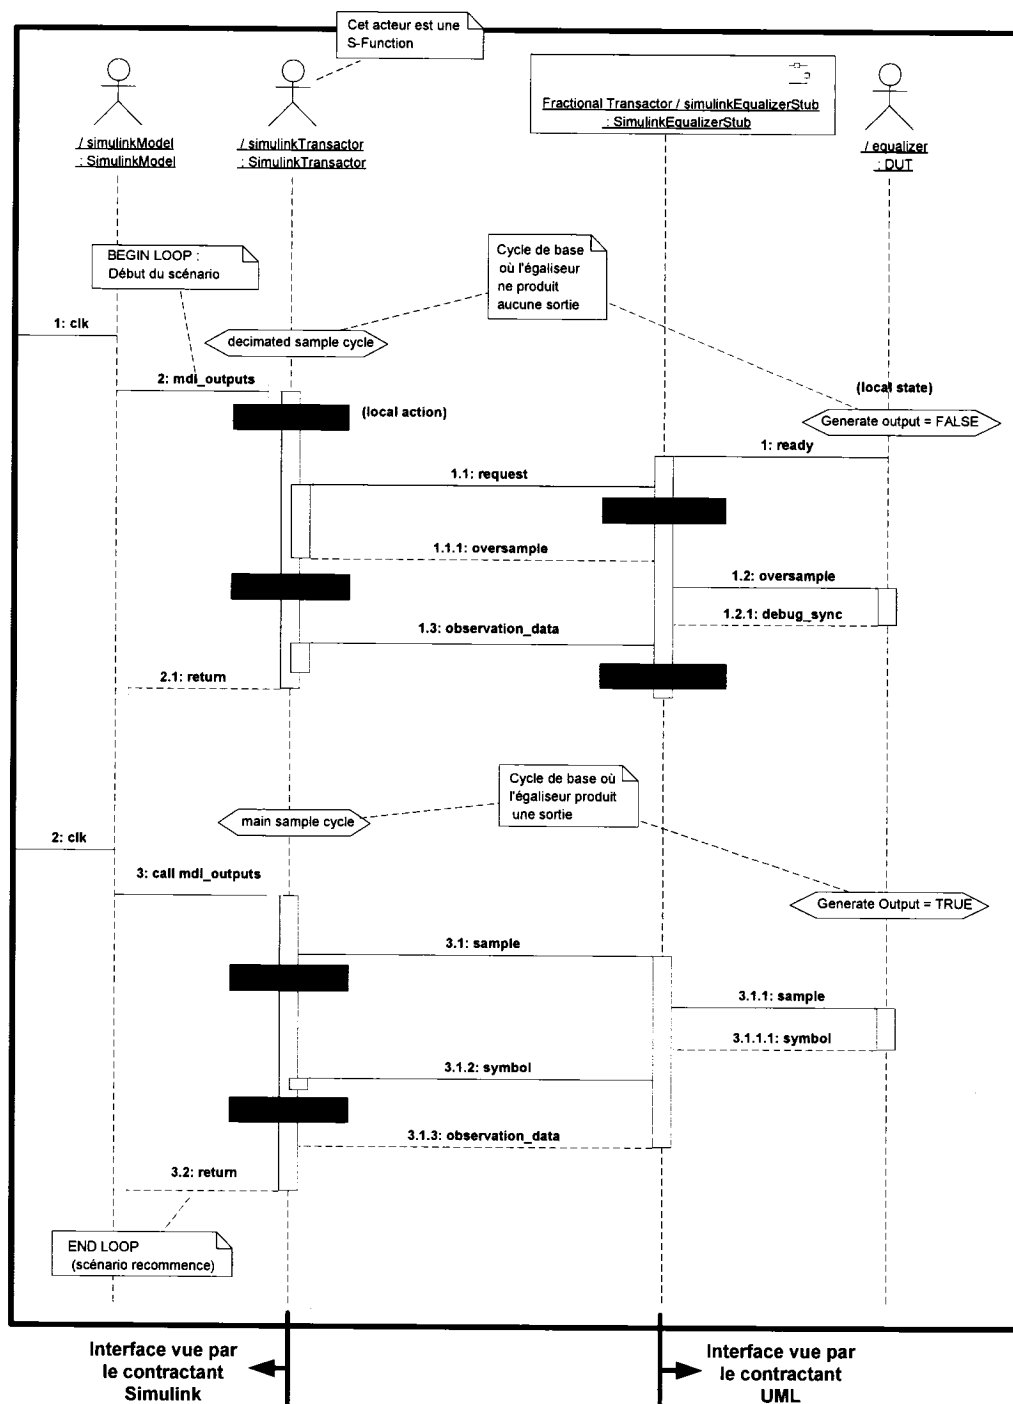 Cet acteur est une
S-Function
/ simulinkModel
: SimulinkModel
/ simulinkTransactor
: SimulinkTransactor
Fractional Transactor / simulinkEqualizerStub
: SimulinkEqualizerStub
/ equalizer
: DUT
BEGIN LOOP :
Début du scénario
Cycle de base
où l'égaliseur
ne produit
aucune sortie
1: clk
decimated sample cycle
2: mdl_outputs
(local action)
(local state)
Generate output = FALSE
1: ready
1.1: request
1.1.1: oversample
1.2: oversample
1.2.1: debug_sync
1.3: observation_data
2.1: return
Cycle de base où
l'égaliseur produit
une sortie
main sample cycle
2: clk
3: call mdl_outputs
Generate Output = TRUE
3.1: sample
3.1.1: sample
3.1.1.1: symbol
3.1.2: symbol
3.1.3: observation_data
3.2: return
END LOOP
(scénario recommence)
Interface vue par
le contractant
Simulink
Interface vue par
le contractant
UML